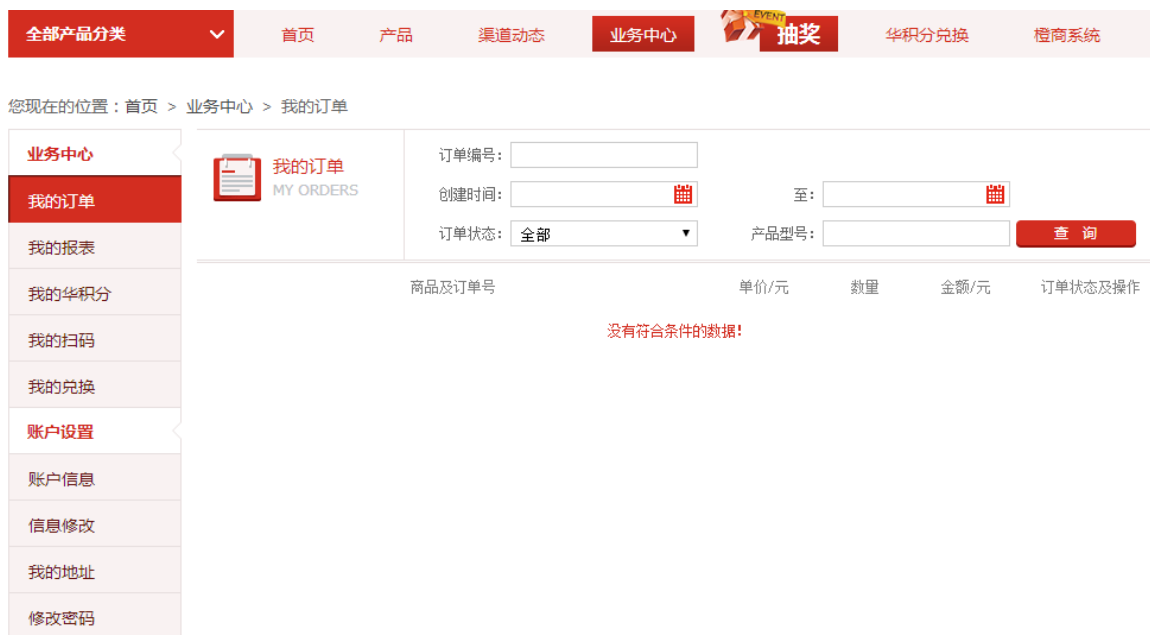 全部产品分类 首页 产品 渠道动态 业务中心 EVENT 抽奖 华积分兑换 橙商系统
您现在的位置：首页 > 业务中心 > 我的订单
业务中心
我的订单
我的报表
我的华积分
我的扫码
我的兑换
账户设置
账户信息
信息修改
我的地址
修改密码
我的订单
MY ORDERS
订单编号:
创建时间: 至:
订单状态: 全部 产品型号: 查 询
商品及订单号 单价/元 数量 金额/元 订单状态及操作
没有符合条件的数据!